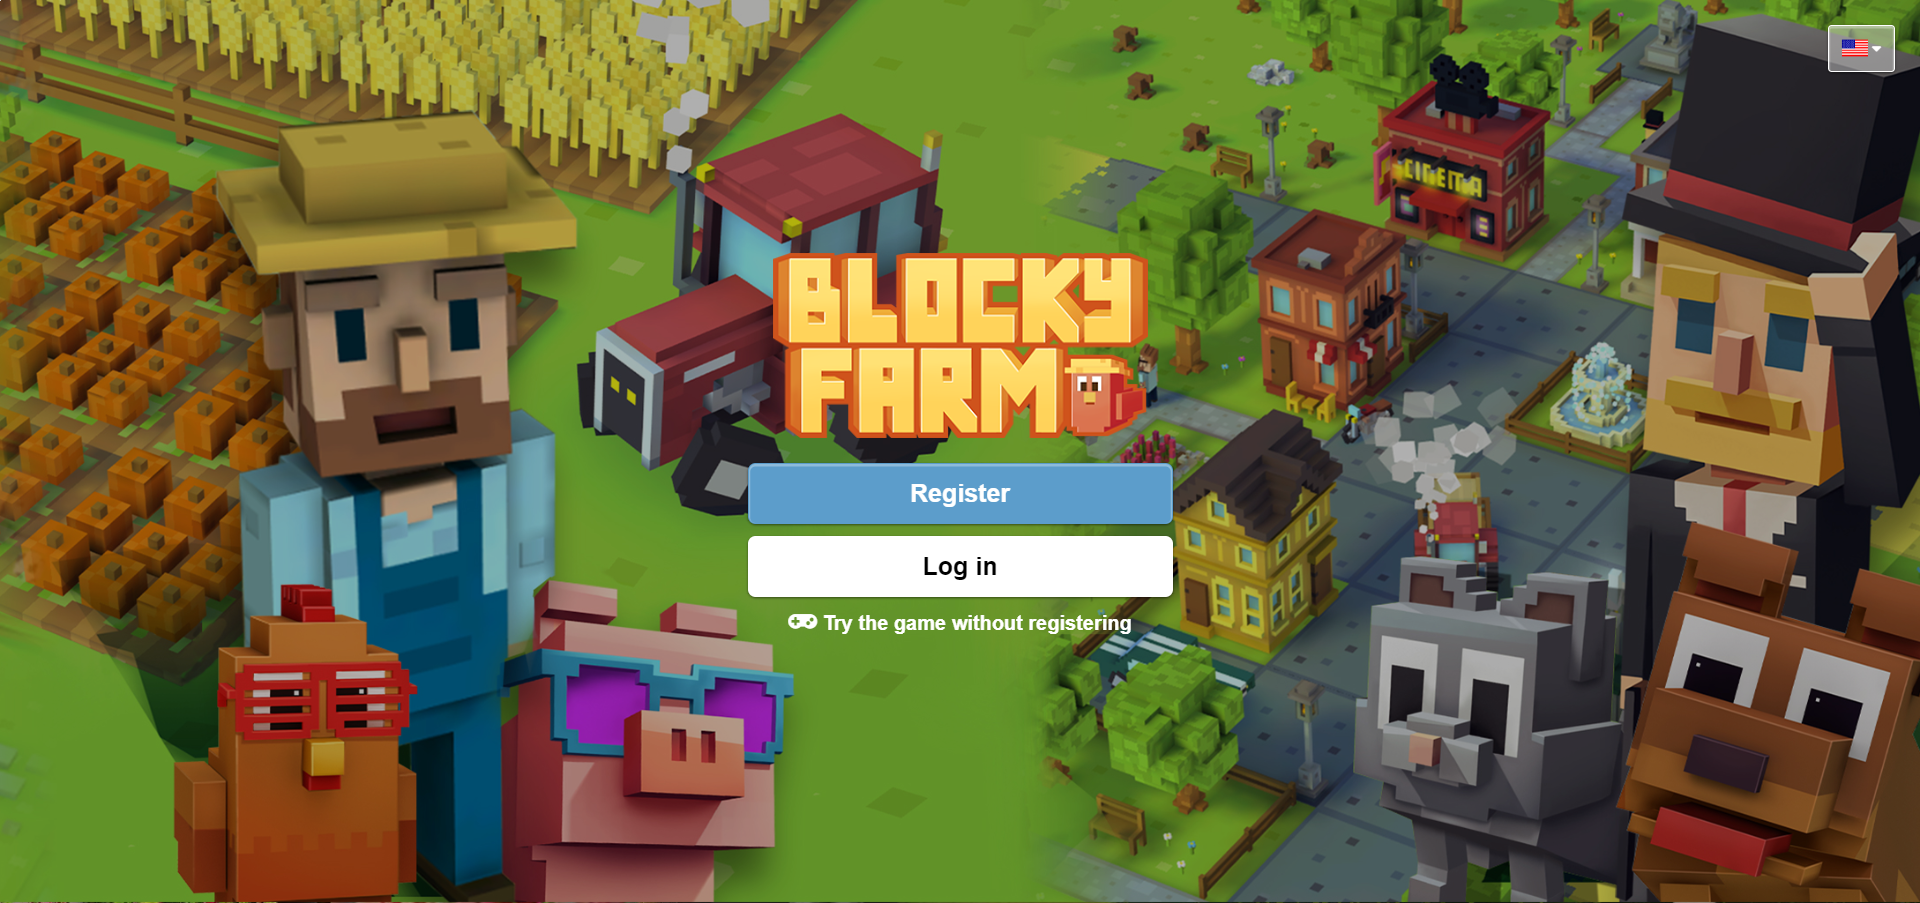 CINEMA
BLOCKY
FARM
Register
Log in
Try the game without registering